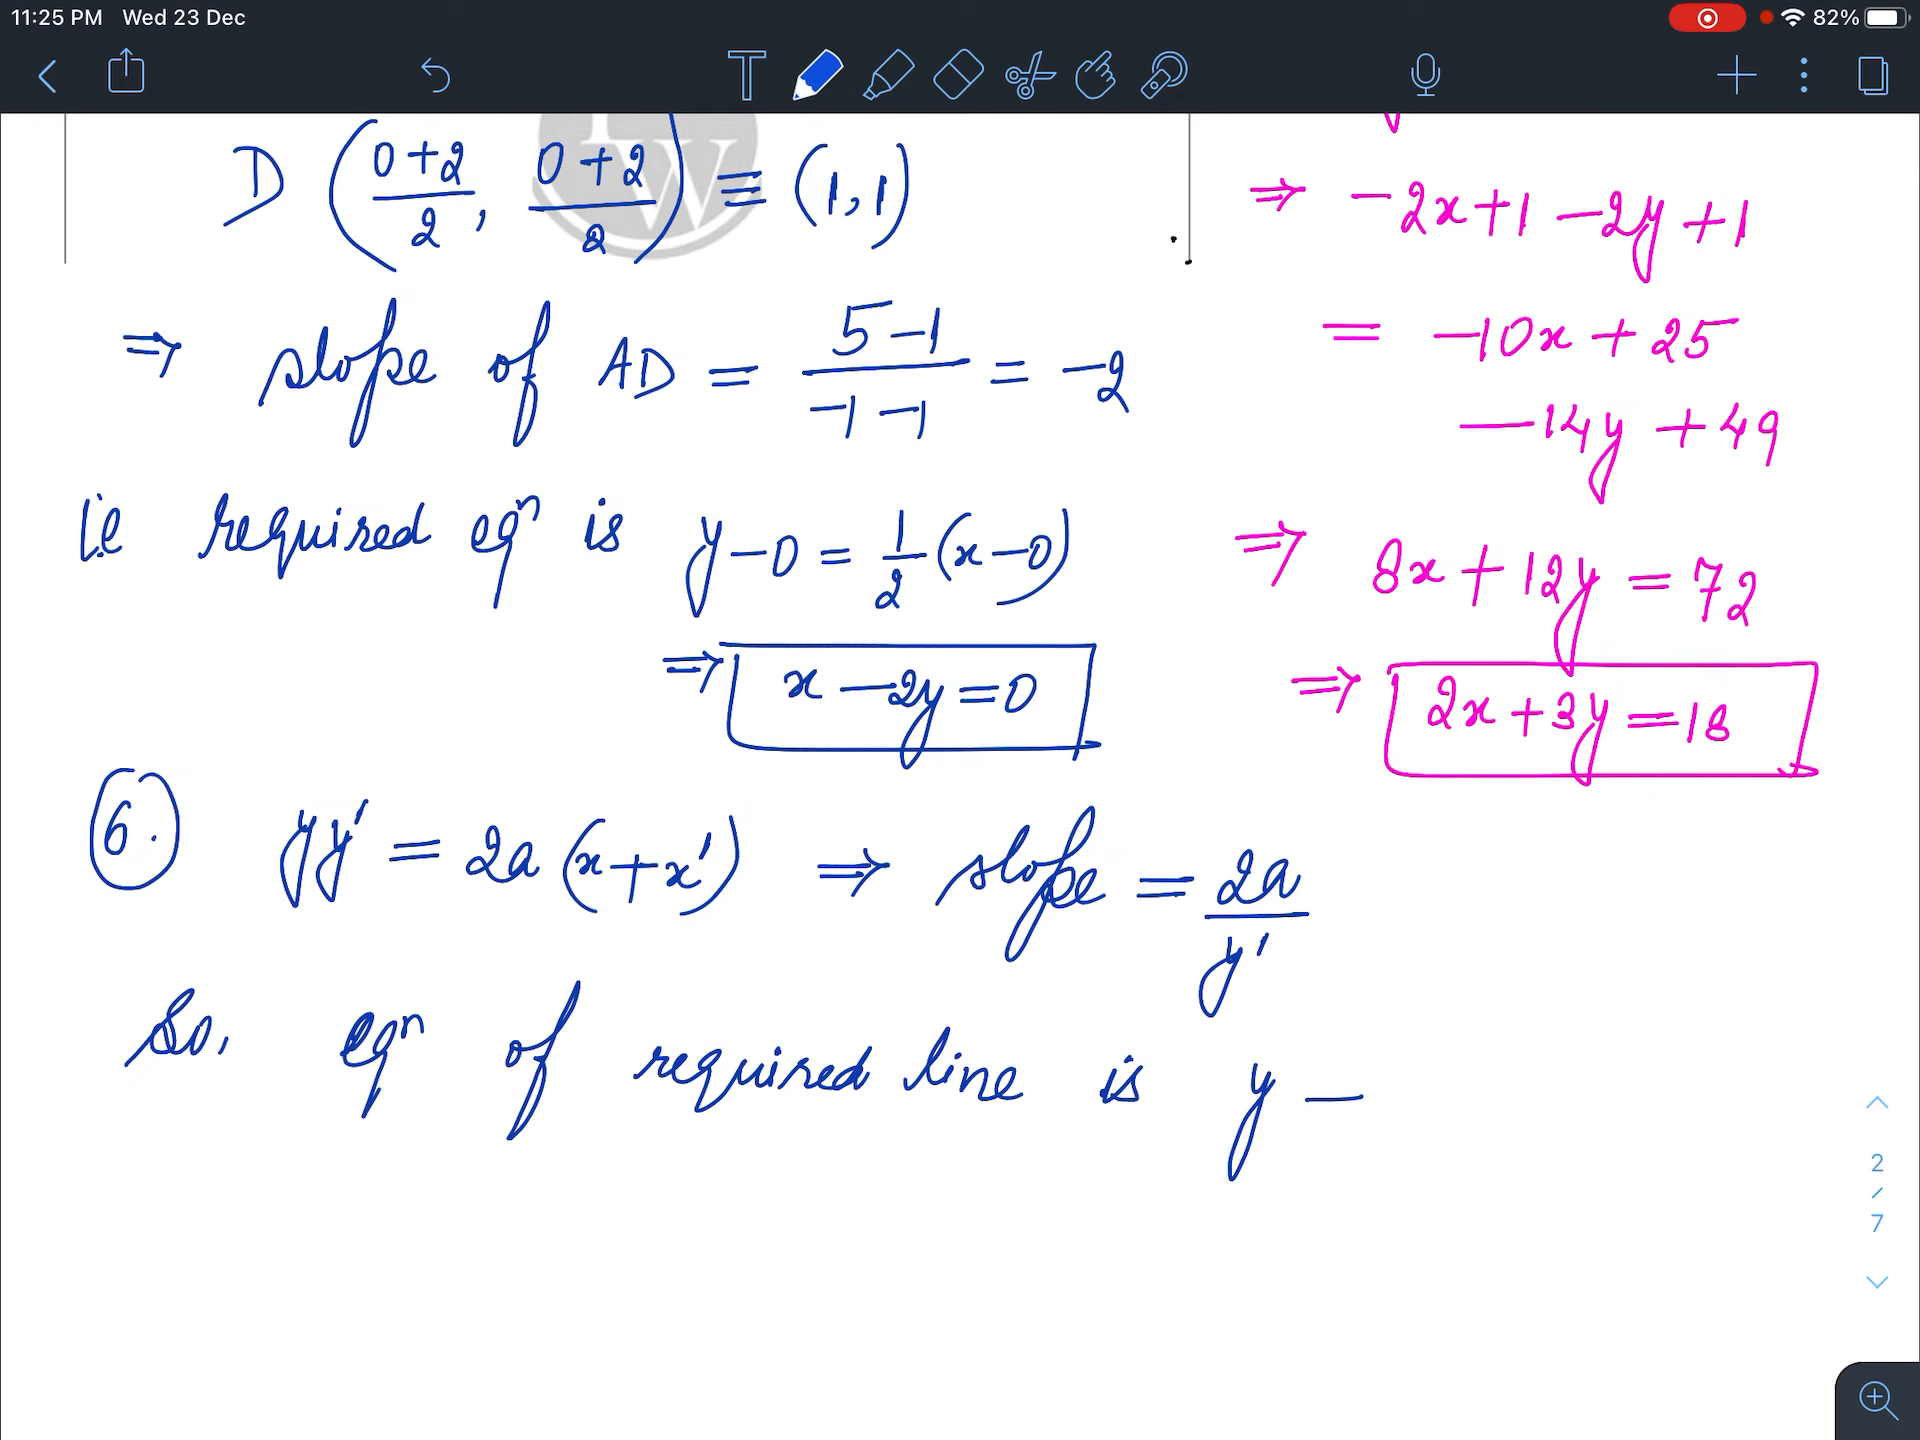 11:25 PM Wed 23 Dec
82%
T
W
D (0+2/2, 0+2/2) ≡ (1,1)
⇒ slope of AD = 5-1/-1-1 = -2
i.e required eqⁿ is y-0 = 1/2 (x-0)
⇒ x-2y=0
⇒ -2x+1-2y+1
= -10x+25
-14y+49
⇒ 8x+12y=72
⇒ 2x+3y=18
6. yy' = 2a(x+x') ⇒ slope = 2a/y'
So, eqⁿ of required line is y -
2
/
7